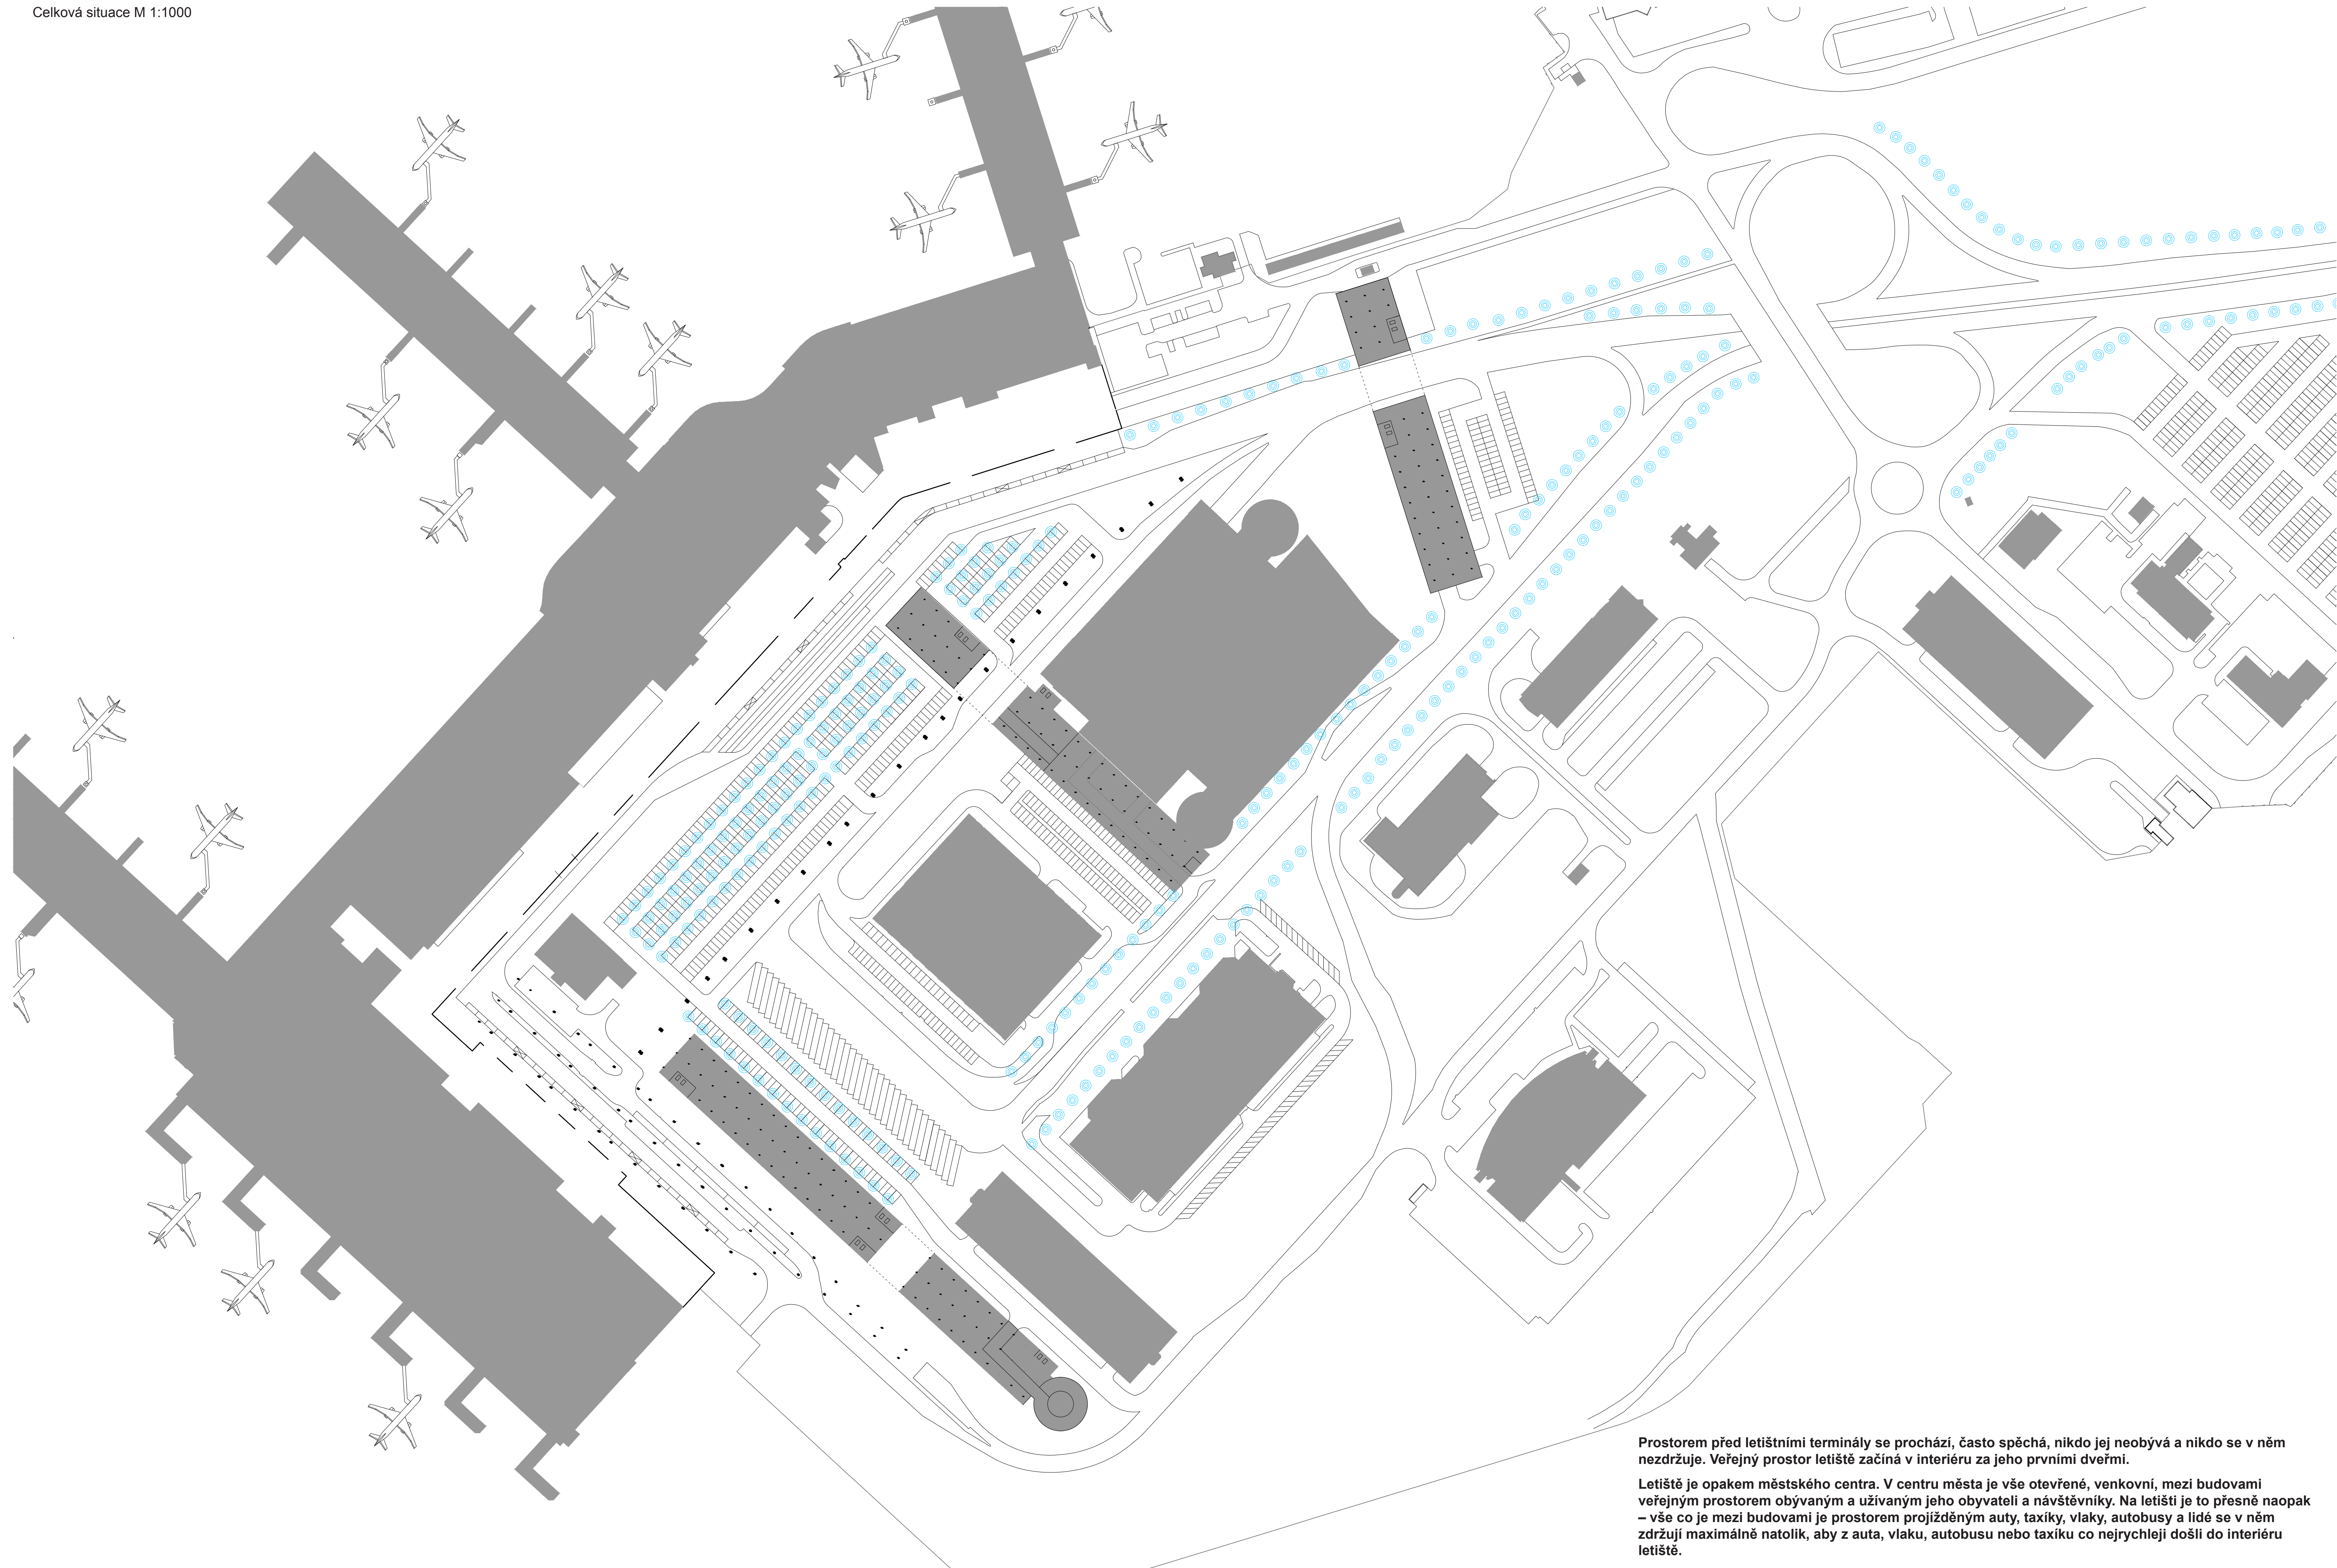 Celková situace M 1:1000
Prostorem před letištními terminály se prochází, často spěchá, nikdo jej neobývá a nikdo se v něm
nezdržuje. Veřejný prostor letiště začíná v interiéru za jeho prvními dveřmi.
Letiště je opakem městského centra. V centru města je vše otevřené, venkovní, mezi budovami
veřejným prostorem obývaným a užívaným jeho obyvateli a návštěvníky. Na letišti je to přesně naopak
– vše co je mezi budovami je prostorem projížděným auty, taxíky, vlaky, autobusy a lidé se v něm
zdržují maximálně natolik, aby z auta, vlaku, autobusu nebo taxíku co nejrychleji došli do interiéru
letiště.